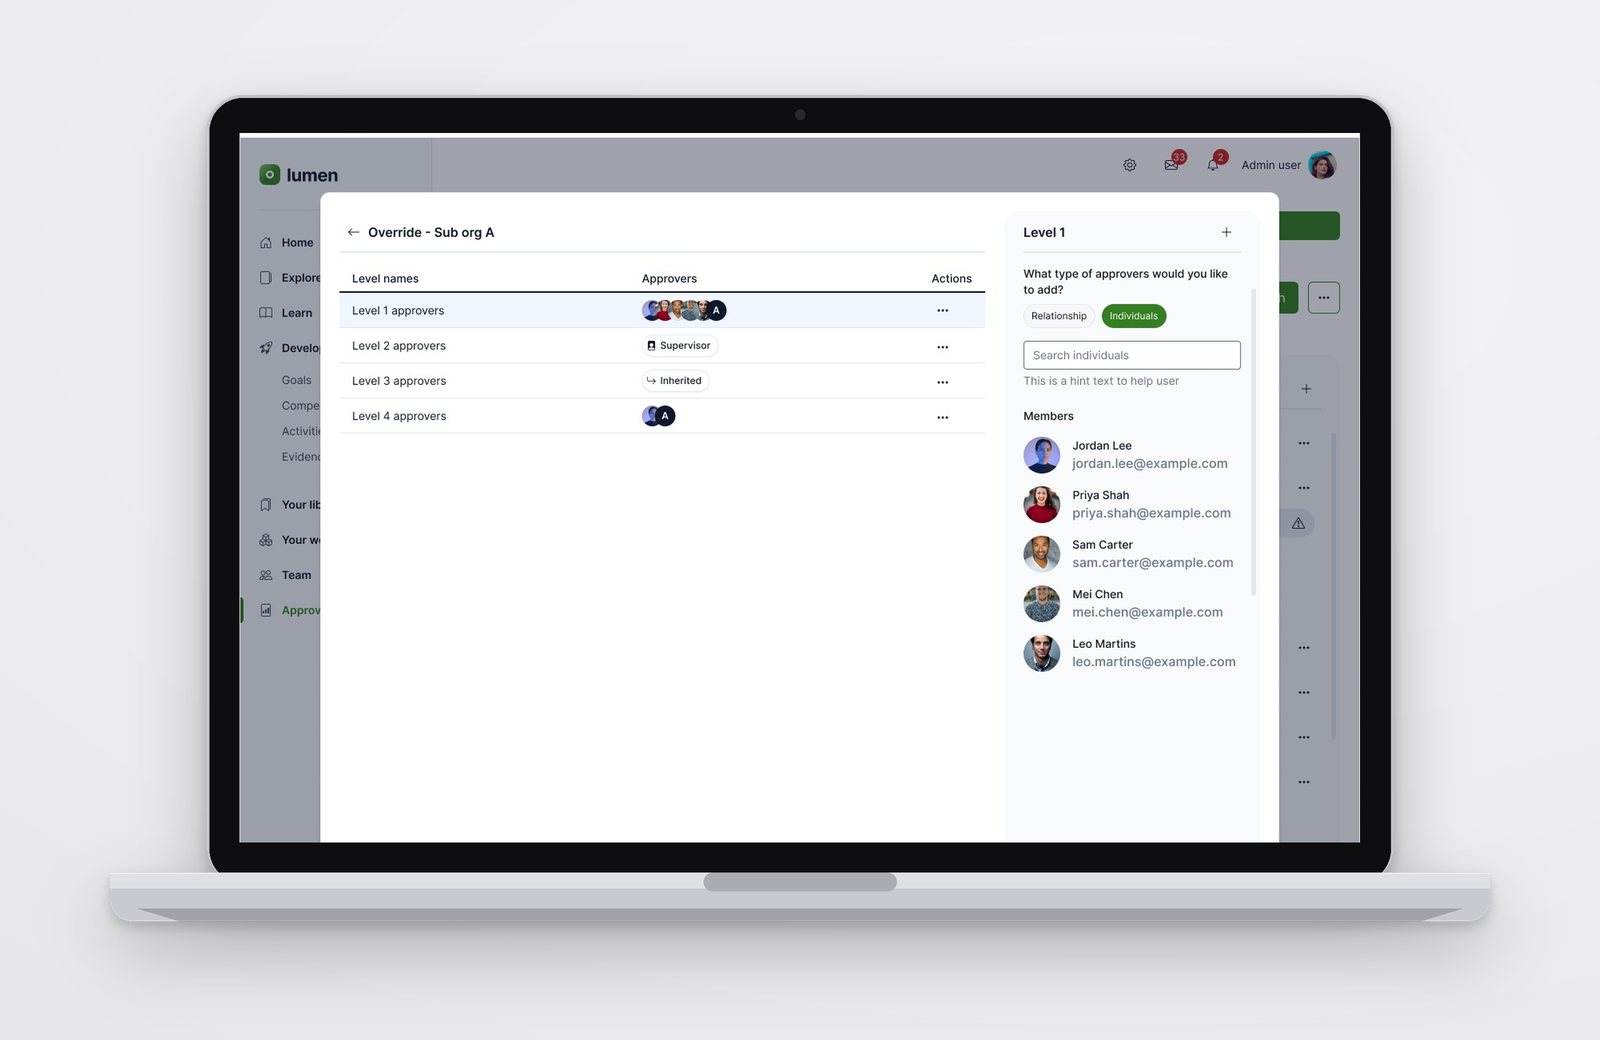 lumen
33
2
Admin user
Home
Explore
Learn
Develo
Goals
Compe
Activiti
Evidenc
Your lib
Your w
Team
Approv
← Override - Sub org A
Level names Approvers Actions
Level 1 approvers A
Level 2 approvers Supervisor
Level 3 approvers Inherited
Level 4 approvers A
Level 1
What type of approvers would you like
to add?
Relationship Individuals
Search individuals
This is a hint text to help user
Members
Jordan Lee
jordan.lee@example.com
Priya Shah
priya.shah@example.com
Sam Carter
sam.carter@example.com
Mei Chen
mei.chen@example.com
Leo Martins
leo.martins@example.com